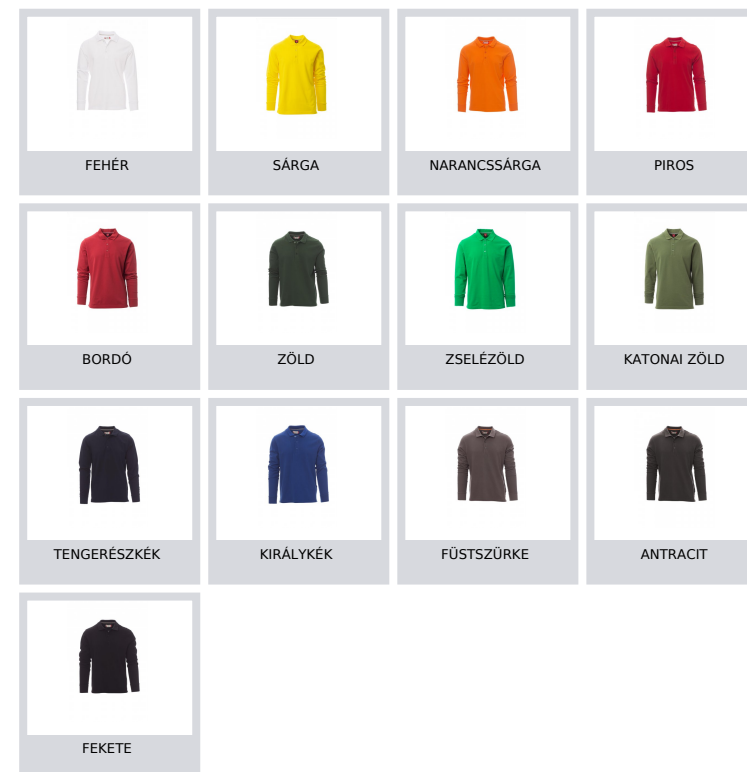 FEHÉR
SÁRGA
NARANCSSÁRGA
PIROS
BORDÓ
ZÖLD
ZSELÉZÖLD
KATONAI ZÖLD
TENGERÉSZKÉK
KIRÁLYKÉK
FÜSTSZÜRKE
ANTRACIT
FEKETE